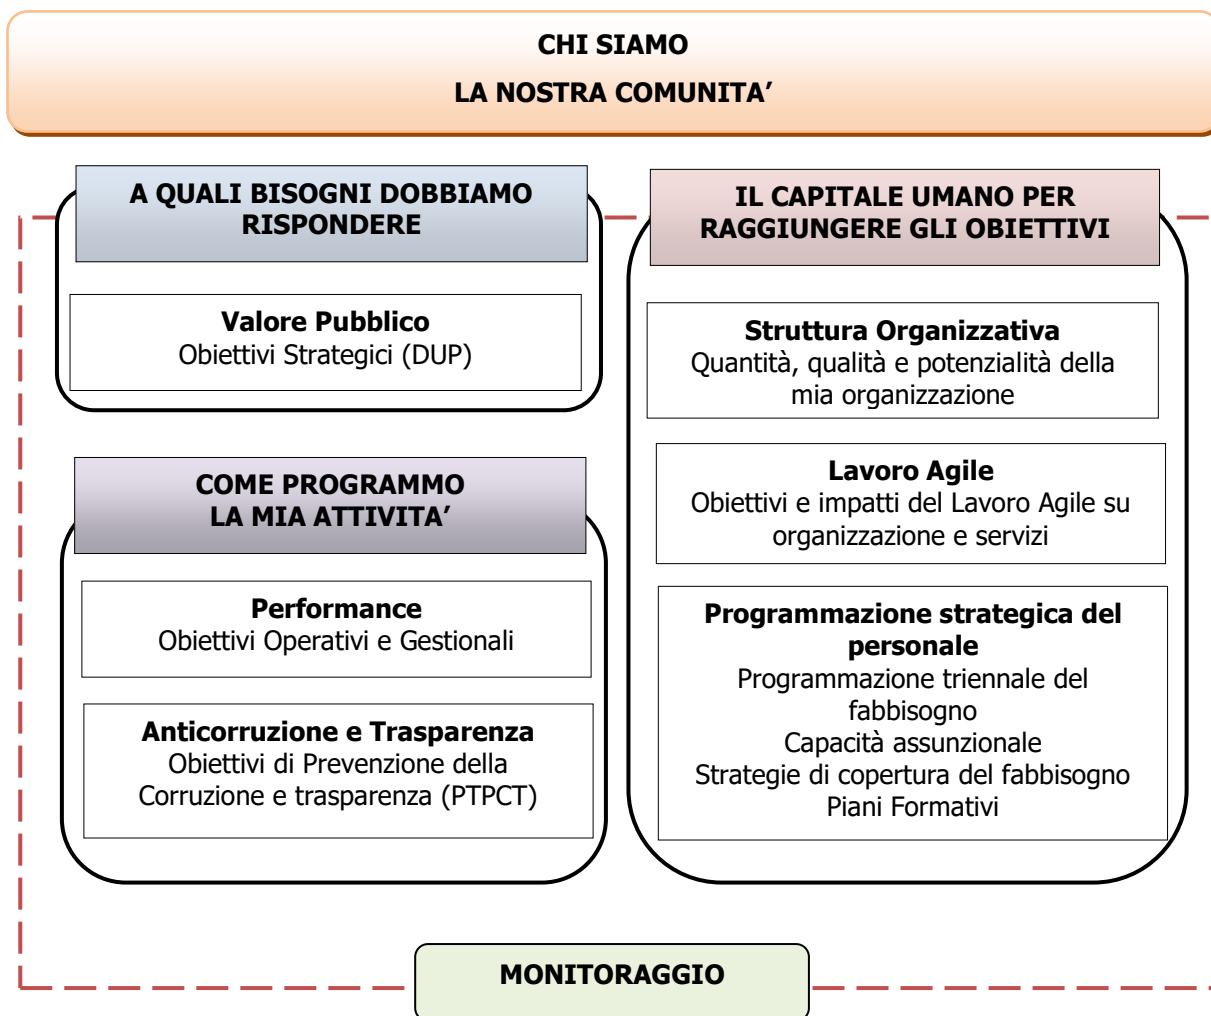 CHI SIAMO
LA NOSTRA COMUNITA’
A QUALI BISOGNI DOBBIAMO
RISPONDERE
Valore Pubblico
Obiettivi Strategici (DUP)
COME PROGRAMMO
LA MIA ATTIVITA’
Performance
Obiettivi Operativi e Gestionali
Anticorruzione e Trasparenza
Obiettivi di Prevenzione della
Corruzione e trasparenza (PTPCT)
IL CAPITALE UMANO PER
RAGGIUNGERE GLI OBIETTIVI
Struttura Organizzativa
Quantità, qualità e potenzialità della
mia organizzazione
Lavoro Agile
Obiettivi e impatti del Lavoro Agile su
organizzazione e servizi
Programmazione strategica del
personale
Programmazione triennale del
fabbisogno
Capacità assunzionale
Strategie di copertura del fabbisogno
Piani Formativi
MONITORAGGIO